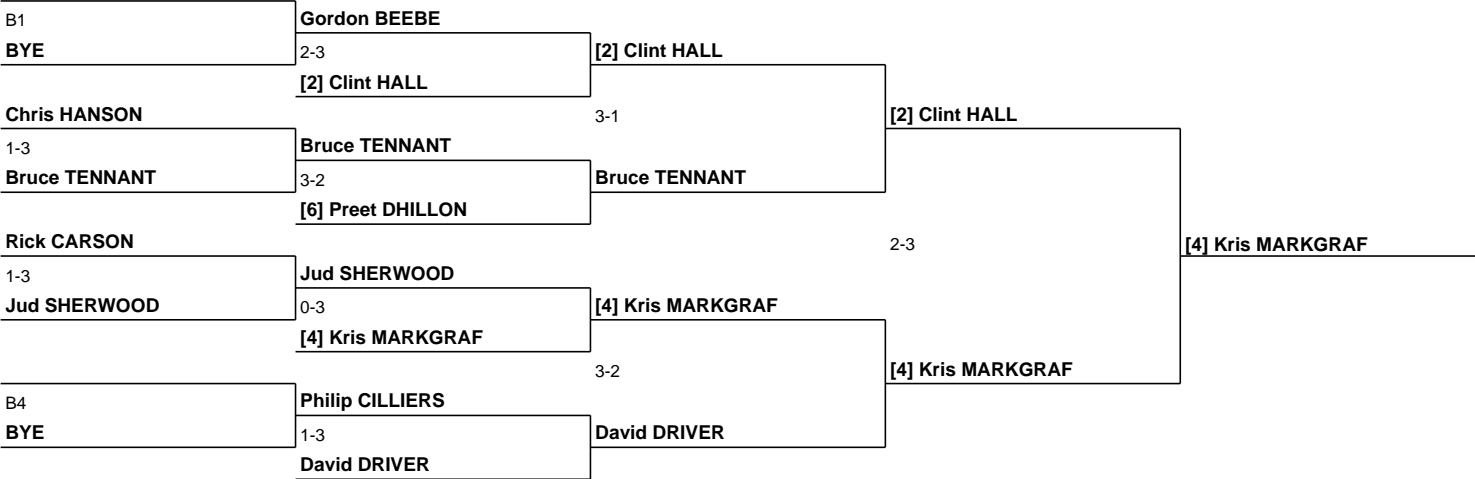 B1
BYE
Chris HANSON
1-3
Bruce TENNANT
Rick CARSON
1-3
Jud SHERWOOD
B4
BYE
Gordon BEEBE
2-3
[2] Clint HALL
Bruce TENNANT
3-2
[6] Preet DHILLON
Jud SHERWOOD
0-3
[4] Kris MARKGRAF
Philip CILLIERS
1-3
David DRIVER
[2] Clint HALL
3-1
Bruce TENNANT
[4] Kris MARKGRAF
3-2
David DRIVER
[2] Clint HALL
2-3
[4] Kris MARKGRAF
[4] Kris MARKGRAF